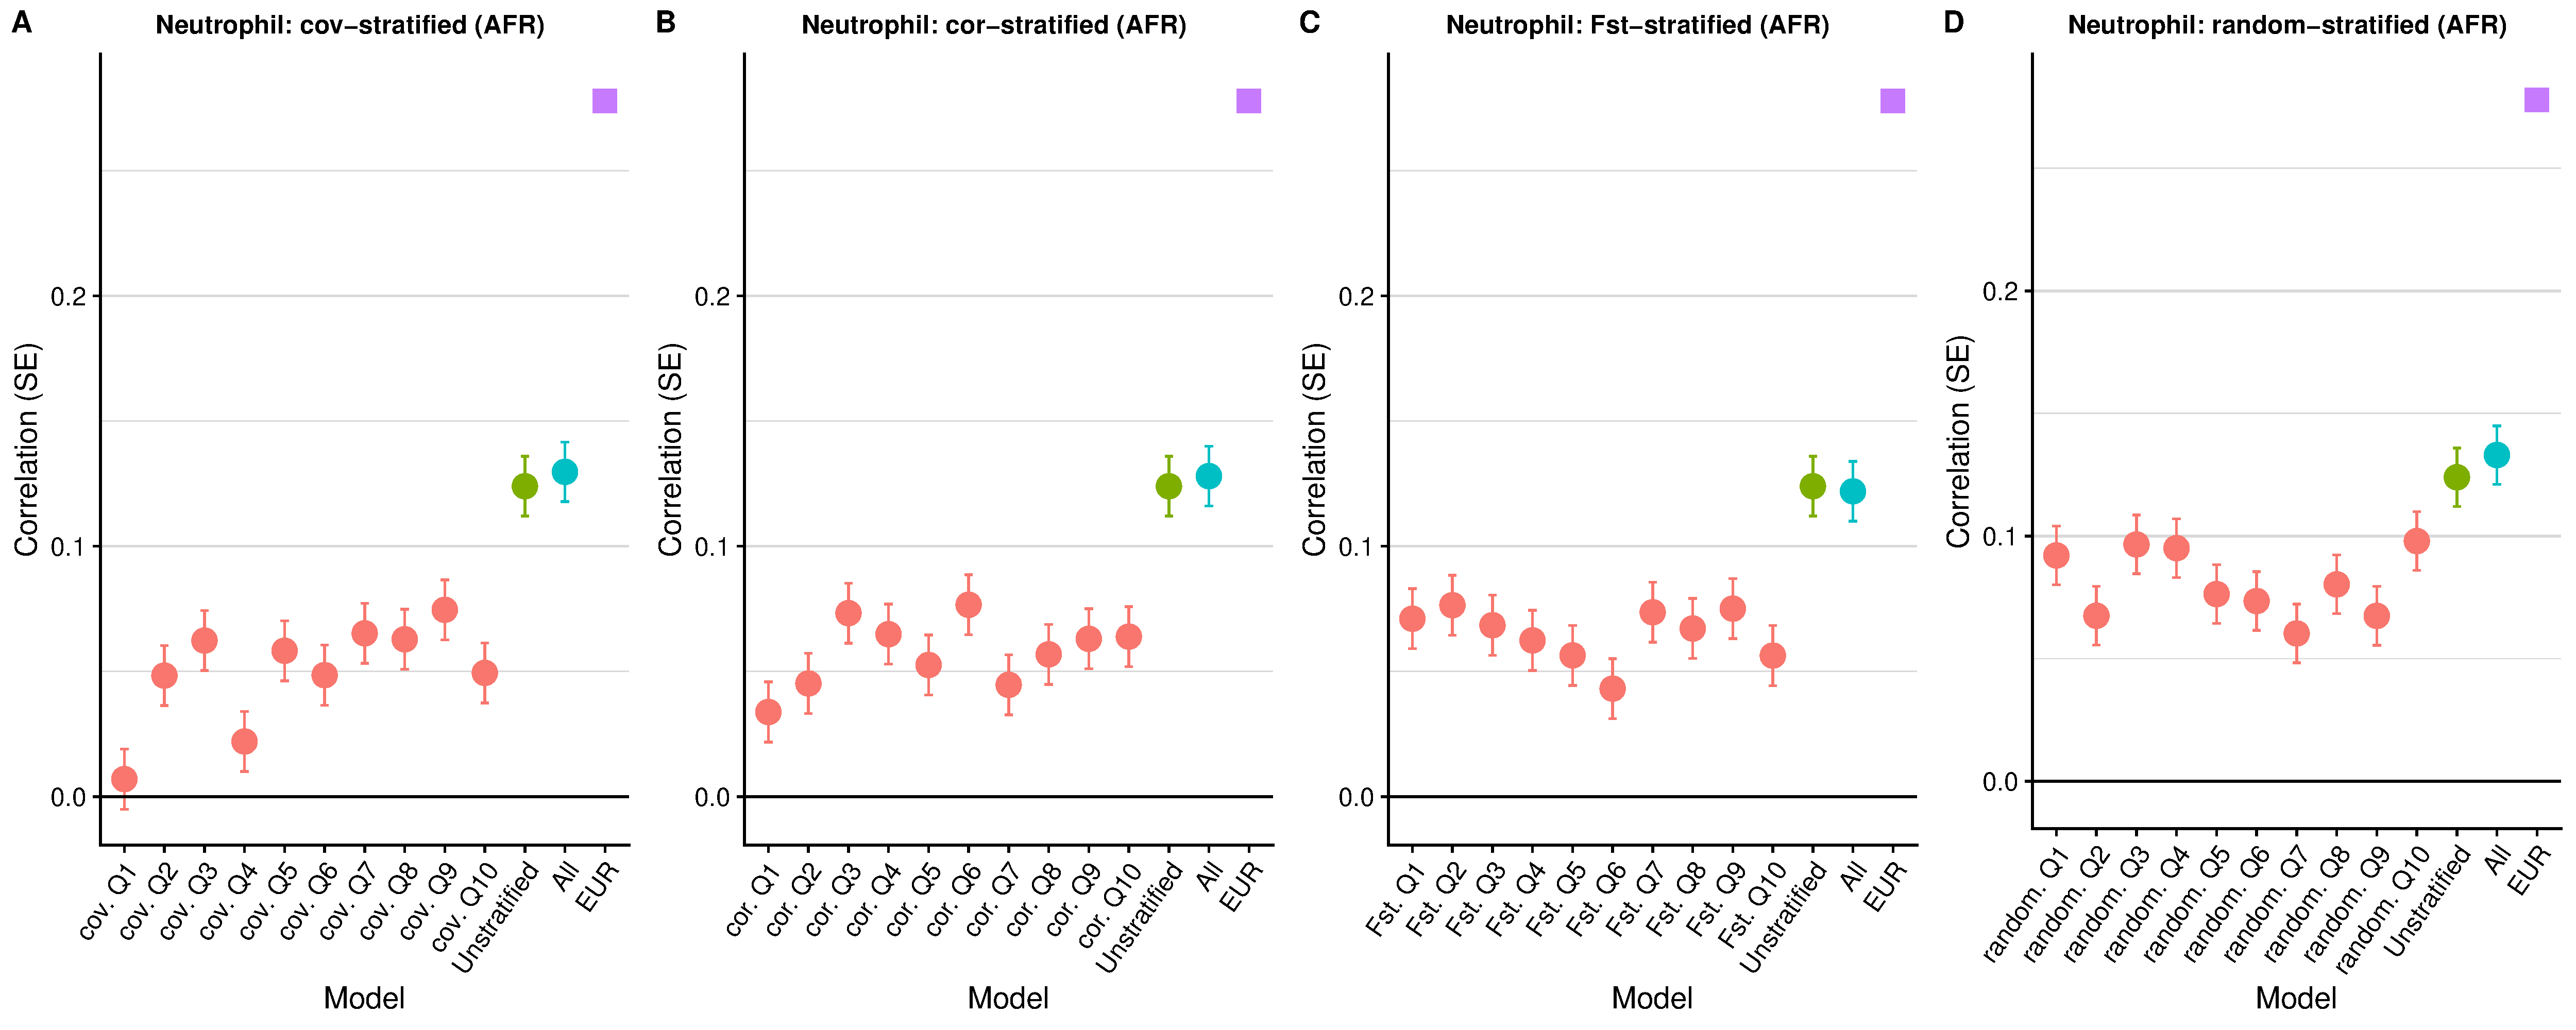 A
Neutrophil: cov−stratified (AFR)
Correlation (SE)
0.2
0.1
0.0
cov. Q1
cov. Q2
cov. Q3
cov. Q4
cov. Q5
cov. Q6
cov. Q7
cov. Q8
cov. Q9
cov. Q10
Unstratified
All
EUR
Model
B
Neutrophil: cor−stratified (AFR)
Correlation (SE)
0.2
0.1
0.0
cor. Q1
cor. Q2
cor. Q3
cor. Q4
cor. Q5
cor. Q6
cor. Q7
cor. Q8
cor. Q9
cor. Q10
Unstratified
All
EUR
Model
C
Neutrophil: Fst−stratified (AFR)
Correlation (SE)
0.2
0.1
0.0
Fst. Q1
Fst. Q2
Fst. Q3
Fst. Q4
Fst. Q5
Fst. Q6
Fst. Q7
Fst. Q8
Fst. Q9
Fst. Q10
Unstratified
All
EUR
Model
D
Neutrophil: random−stratified (AFR)
Correlation (SE)
0.2
0.1
0.0
random. Q1
random. Q2
random. Q3
random. Q4
random. Q5
random. Q6
random. Q7
random. Q8
random. Q9
random. Q10
Unstratified
All
EUR
Model